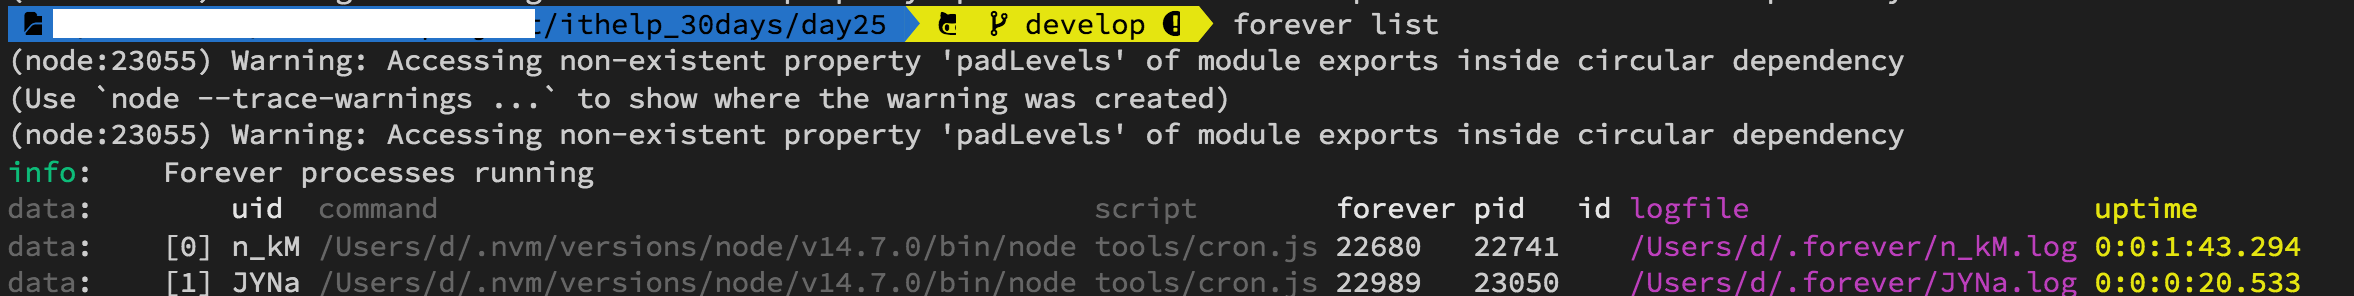 /ithelp_30days/day25 develop forever list
(node:23055) Warning: Accessing non-existent property 'padLevels' of module exports inside circular dependency
(Use `node --trace-warnings ...` to show where the warning was created)
(node:23055) Warning: Accessing non-existent property 'padLevels' of module exports inside circular dependency
info: Forever processes running
data: uid command script forever pid id logfile uptime
data: [0] n_kM /Users/d/.nvm/versions/node/v14.7.0/bin/node tools/cron.js 22680 22741 /Users/d/.forever/n_kM.log 0:0:1:43.294
data: [1] JYNa /Users/d/.nvm/versions/node/v14.7.0/bin/node tools/cron.js 22989 23050 /Users/d/.forever/JYNa.log 0:0:0:20.533